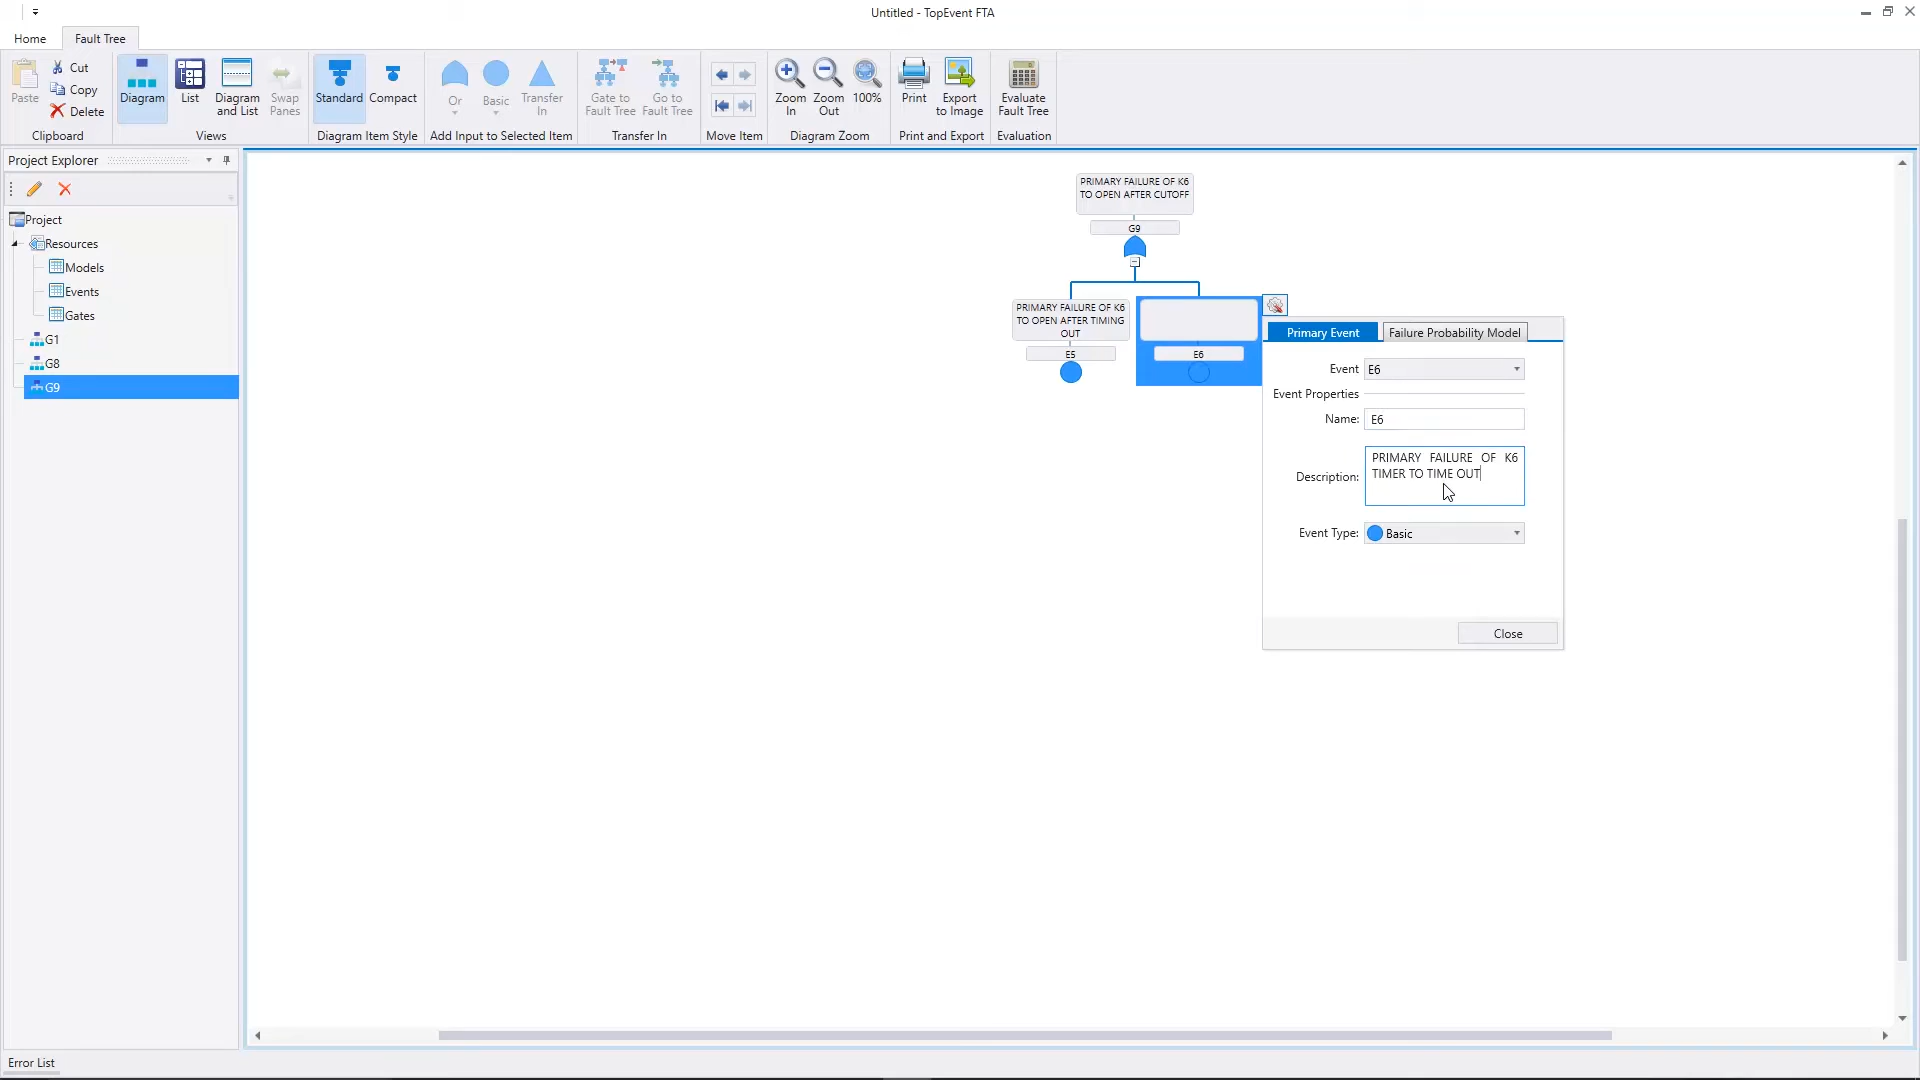 Untitled - TopEvent FTA
Home
Fault Tree
Paste
Cut
Copy
Delete
Clipboard
Diagram
List
Diagram
and List
Swap
Panes
Views
Standard
Compact
Diagram Item Style
Or
Basic
Transfer
In
Add Input to Selected Item
Gate to
Fault Tree
Go to
Fault Tree
Transfer In
Move Item
Zoom
In
Zoom
Out
100%
Diagram Zoom
Print
Export
to Image
Print and Export
Evaluate
Fault Tree
Evaluation
Project Explorer
Project
Resources
Models
Events
Gates
G1
G8
G9
PRIMARY FAILURE OF K6
TO OPEN AFTER CUTOFF
G9
PRIMARY FAILURE OF K6
TO OPEN AFTER TIMING
OUT
E5
E6
Primary Event
Failure Probability Model
Event
E6
Event Properties
Name:
E6
Description:
PRIMARY FAILURE OF K6
TIMER TO TIME OUT
Event Type:
Basic
Close
Error List